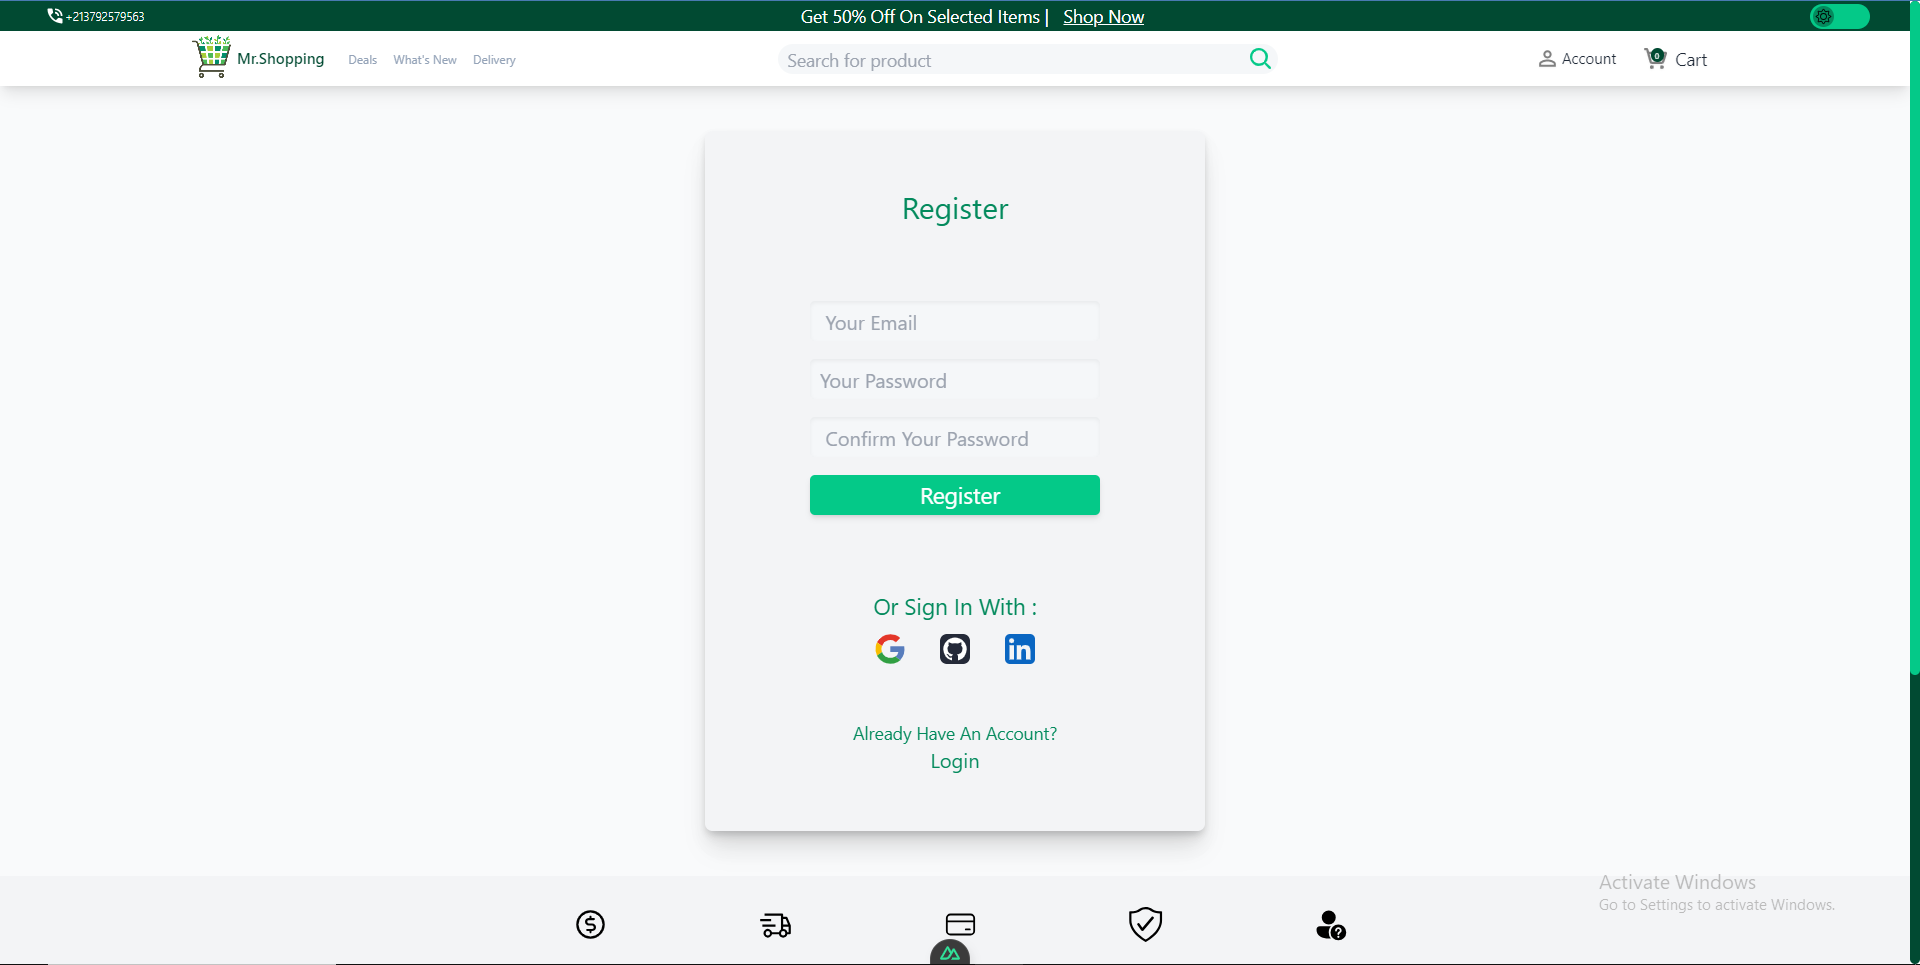 +213792579563
Get 50% Off On Selected Items | Shop Now
Mr.Shopping
Deals
What's New
Delivery
Search for product
Account
0
Cart
Register
Your Email
Your Password
Confirm Your Password
Register
Or Sign In With :
in
Already Have An Account?
Login
Activate Windows
Go to Settings to activate Windows.